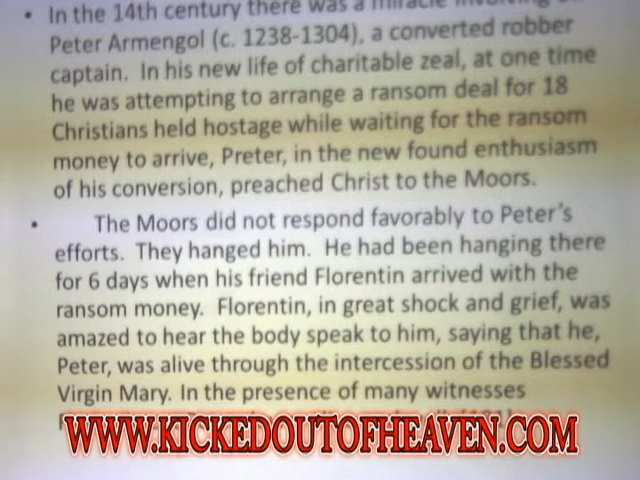 • In the 14th century there was a miracle involving
Peter Armengol (c. 1238-1304), a converted robber
captain. In his new life of charitable zeal, at one time
he was attempting to arrange a ransom deal for 18
Christians held hostage while waiting for the ransom
money to arrive, Preter, in the new found enthusiasm
of his conversion, preached Christ to the Moors.
• The Moors did not respond favorably to Peter's
efforts. They hanged him. He had been hanging there
for 6 days when his friend Florentin arrived with the
ransom money. Florentin, in great shock and grief, was
amazed to hear the body speak to him, saying that he,
Peter, was alive through the intercession of the Blessed
Virgin Mary. In the presence of many witnesses
WWW.KICKEDOUTOFHEAVEN.COM